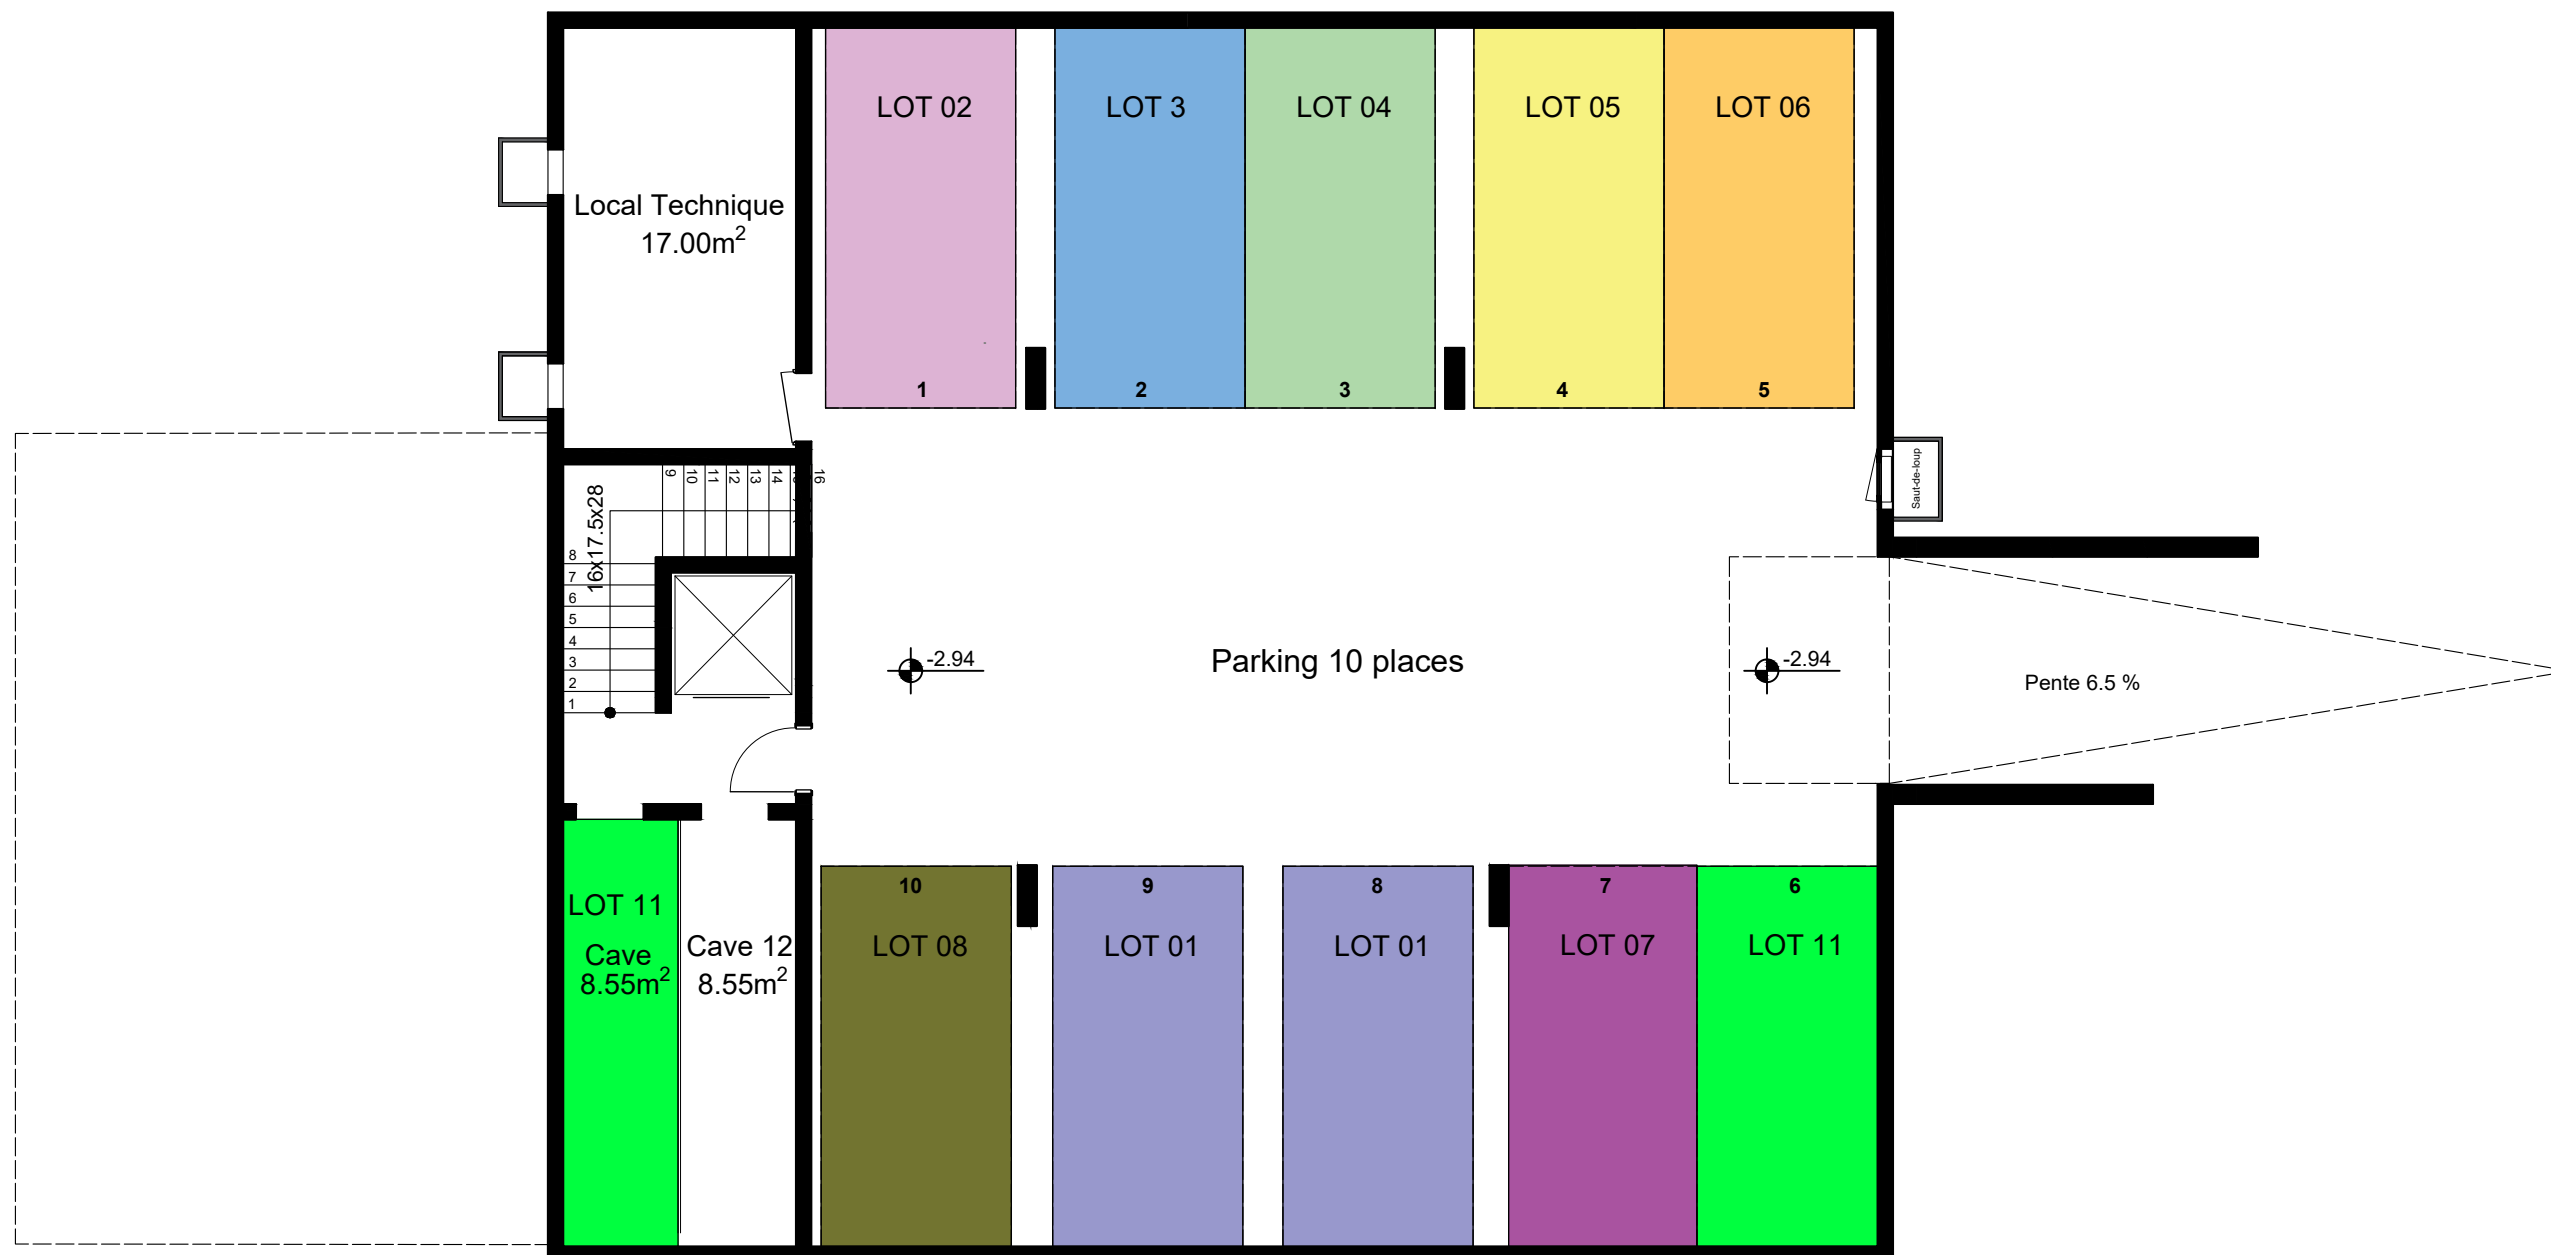 LOT 02
LOT 3
LOT 04
LOT 05
LOT 06
Local Technique
17.00m²
1
2
3
4
5
9
10
11
12
13
14
16
16x17.5x28
8
7
6
5
4
3
2
1
Saut-de-loup
-2.94
Parking 10 places
-2.94
Pente 6.5 %
10
9
8
7
6
LOT 11
Cave
8.55m²
Cave 12
8.55m²
LOT 08
LOT 01
LOT 01
LOT 07
LOT 11